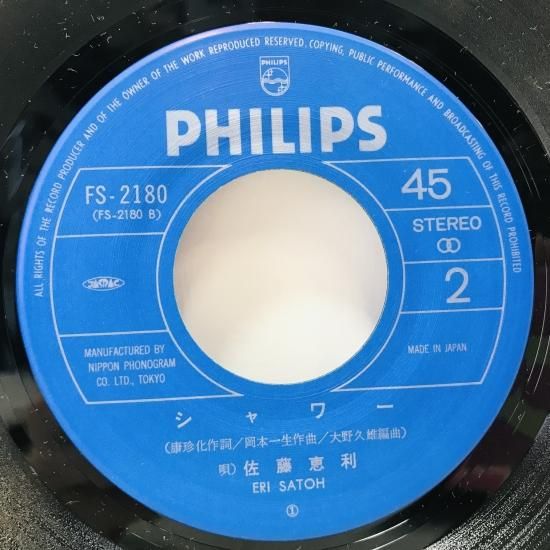 ALL RIGHTS OF THE RECORD PRODUCER AND OF THE OWNER OF THE WORK REPRODUCED RESERVED. COPYING, PUBLIC PERFORMANCE AND BROADCASTING OF THIS RECORD PROHIBITED
PHILIPS
PHILIPS
FS-2180
(FS-2180 B)
45
STEREO
2
JASRAC
MANUFACTURED BY
NIPPON PHONOGRAM
CO. LTD., TOKYO
MADE IN JAPAN
シャワー
(康珍化作詞/岡本一生作曲/大野久雄編曲)
唄) 佐藤恵利
ERI SATOH
①